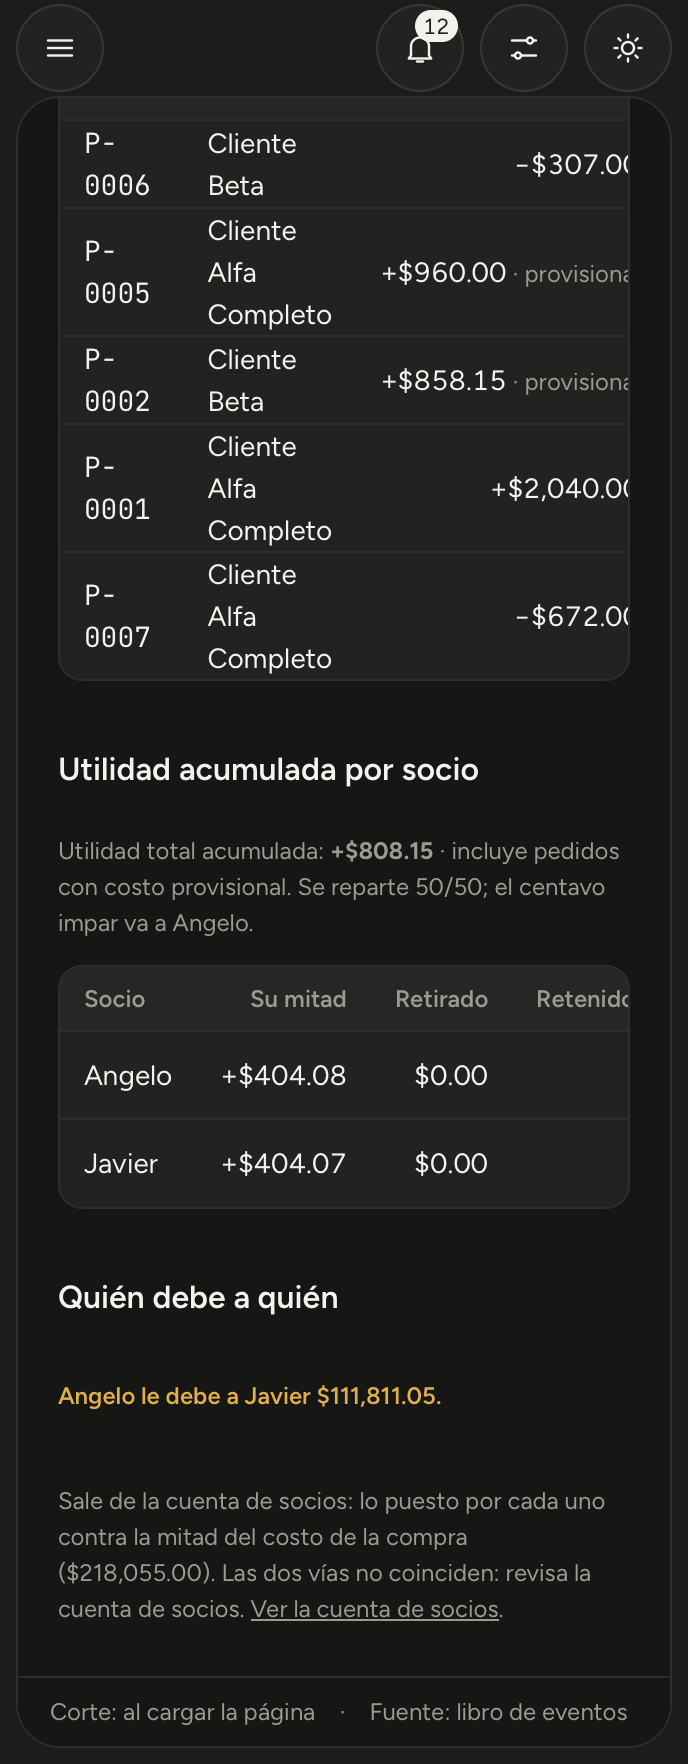 12
P-
0006
Cliente
Beta
−$307.00
P-
0005
Cliente
Alfa
Completo
+$960.00 · provisiona
P-
0002
Cliente
Beta
+$858.15 · provisiona
P-
0001
Cliente
Alfa
Completo
+$2,040.00
P-
0007
Cliente
Alfa
Completo
−$672.00
Utilidad acumulada por socio
Utilidad total acumulada: +$808.15 · incluye pedidos
con costo provisional. Se reparte 50/50; el centavo
impar va a Angelo.
Socio Su mitad Retirado Retenido
Angelo +$404.08 $0.00
Javier +$404.07 $0.00
Quién debe a quién
Angelo le debe a Javier $111,811.05.
Sale de la cuenta de socios: lo puesto por cada uno
contra la mitad del costo de la compra
($218,055.00). Las dos vías no coinciden: revisa la
cuenta de socios. Ver la cuenta de socios.
Corte: al cargar la página · Fuente: libro de eventos